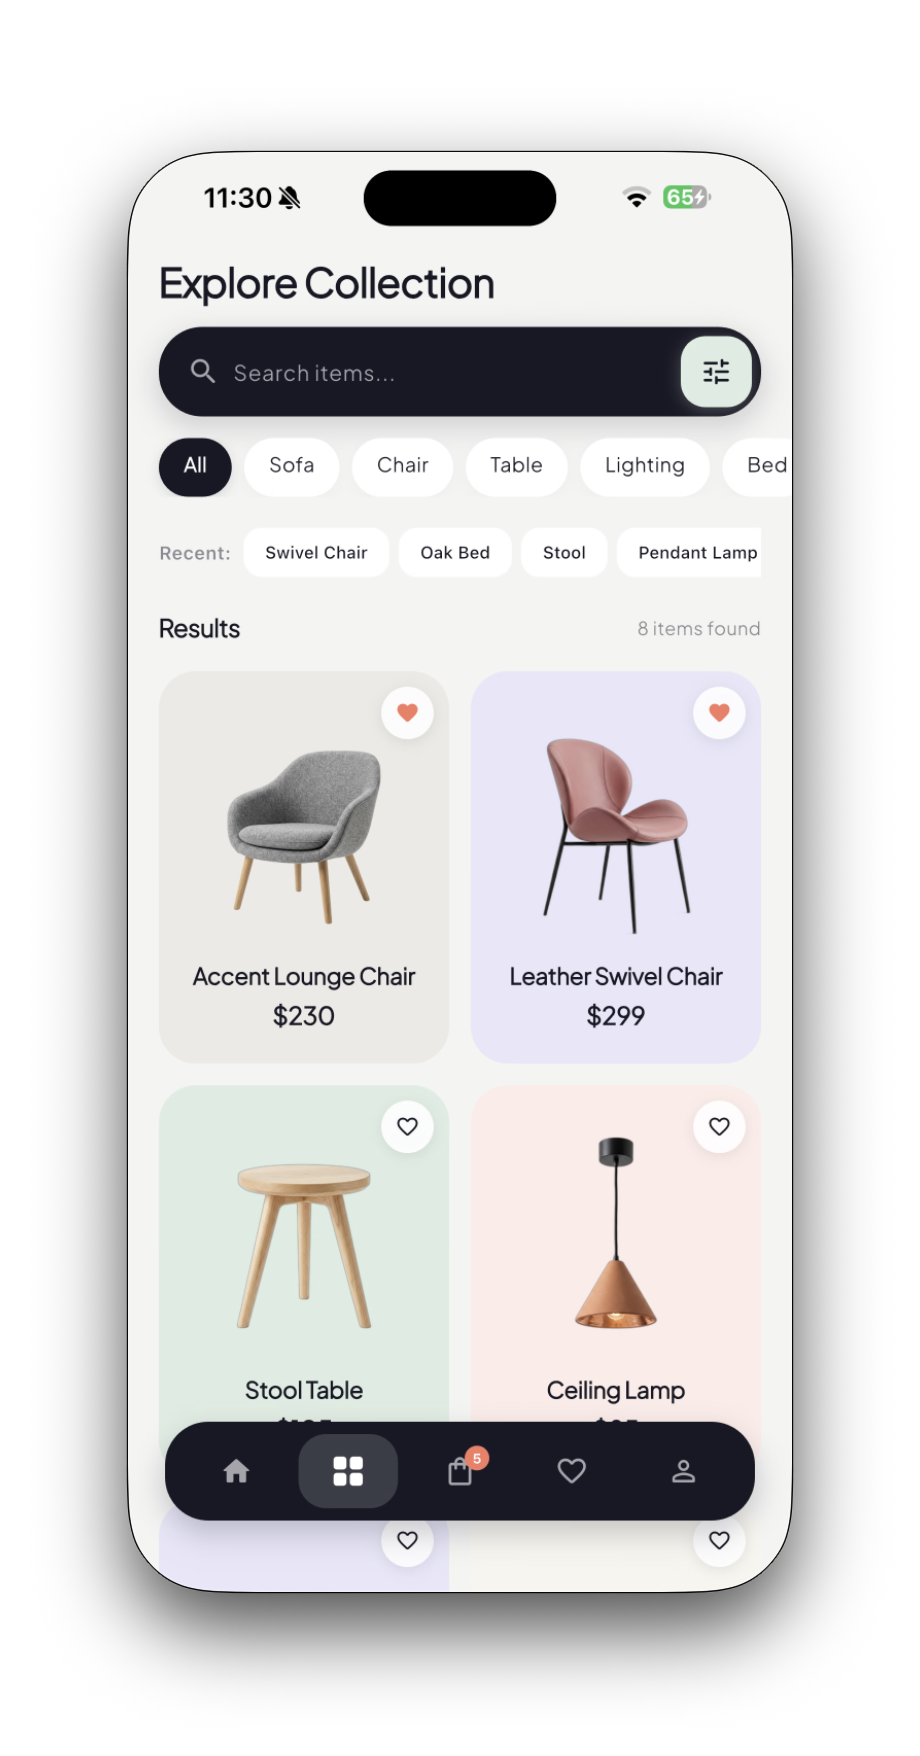 11:30 65
Explore Collection
Search items...
All Sofa Chair Table Lighting Bed
Recent: Swivel Chair Oak Bed Stool Pendant Lamp
Results 8 items found
Accent Lounge Chair Leather Swivel Chair
$230 $299
Stool Table Ceiling Lamp
5